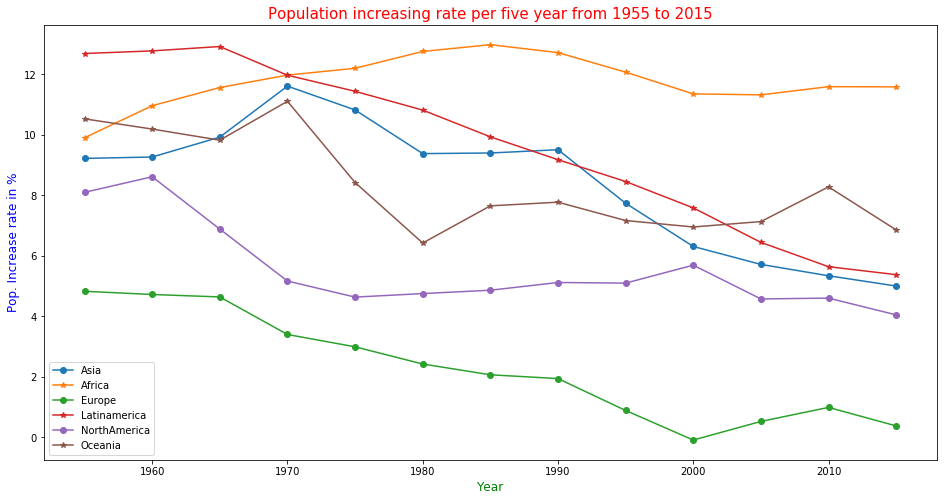 Population increasing rate per five year from 1955 to 2015
Pop. Increase rate in %
12
10
8
6
4
2
0
Asia
Africa
Europe
Latinamerica
NorthAmerica
Oceania
1960 1970 1980 1990 2000 2010
Year